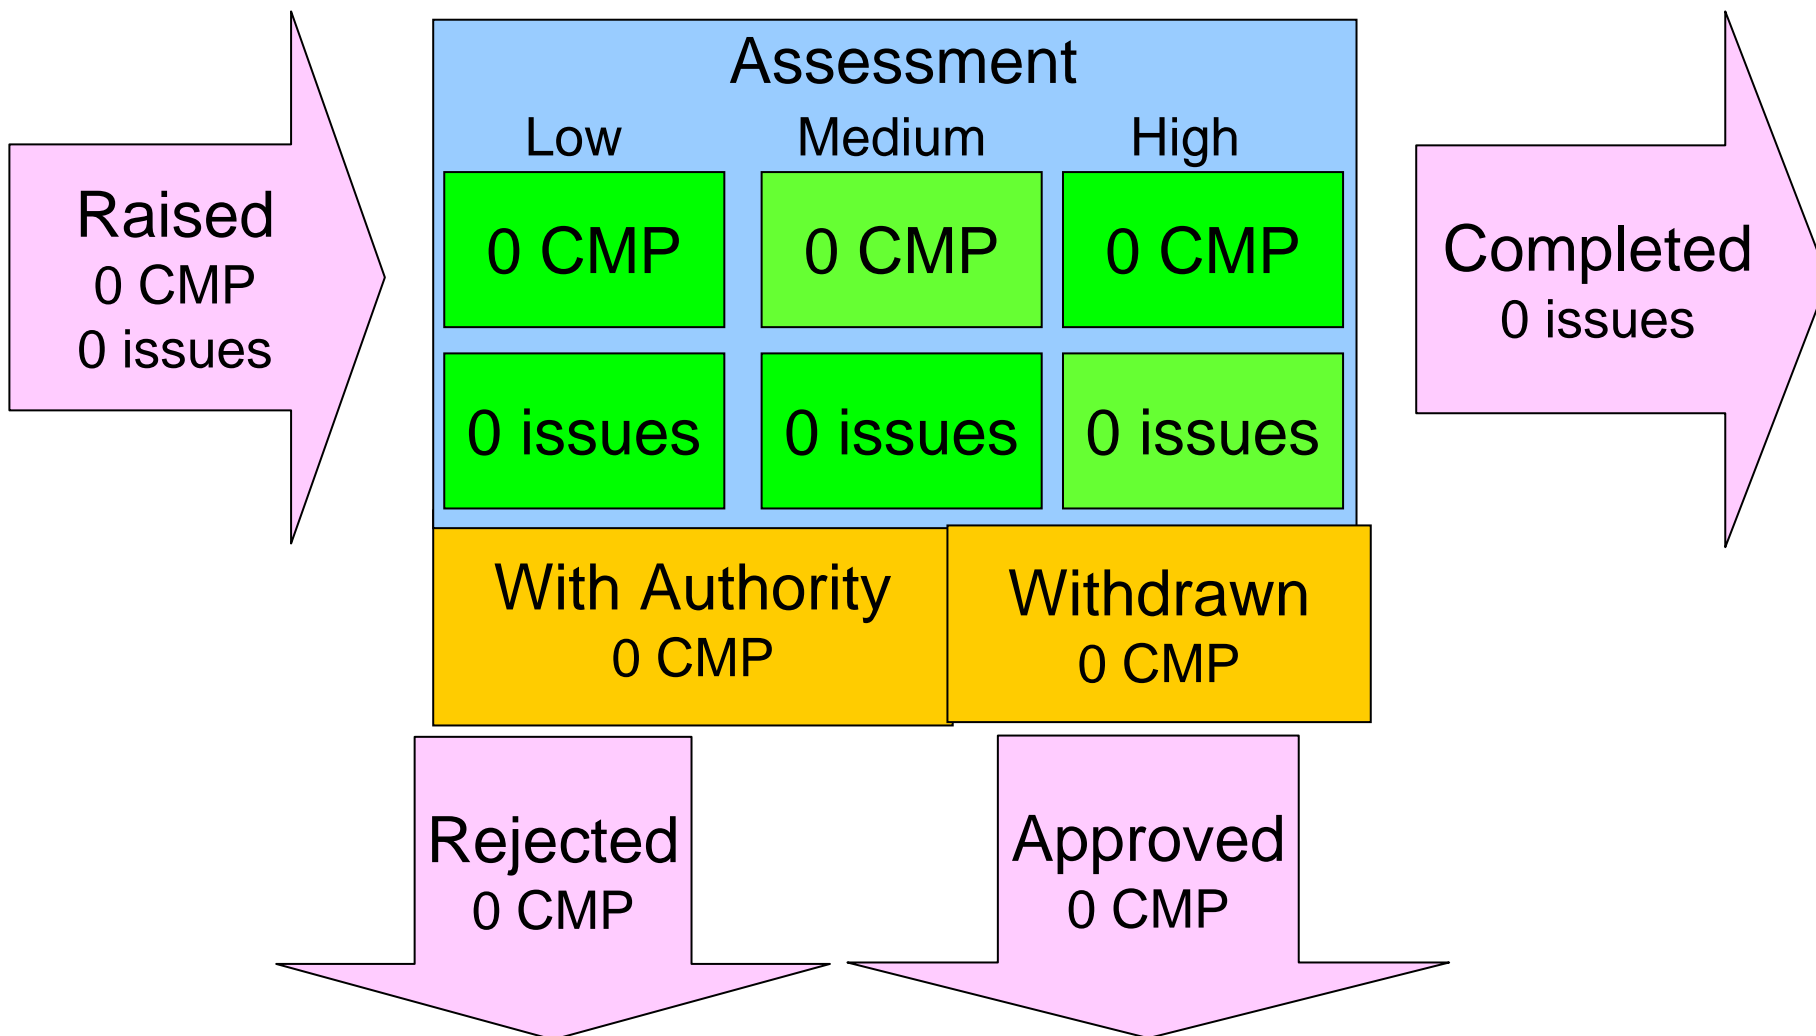 Raised
0 CMP
0 issues
Assessment
Low Medium High
0 CMP 0 CMP 0 CMP
0 issues 0 issues 0 issues
Completed
0 issues
With Authority
0 CMP
Withdrawn
0 CMP
Rejected
0 CMP
Approved
0 CMP